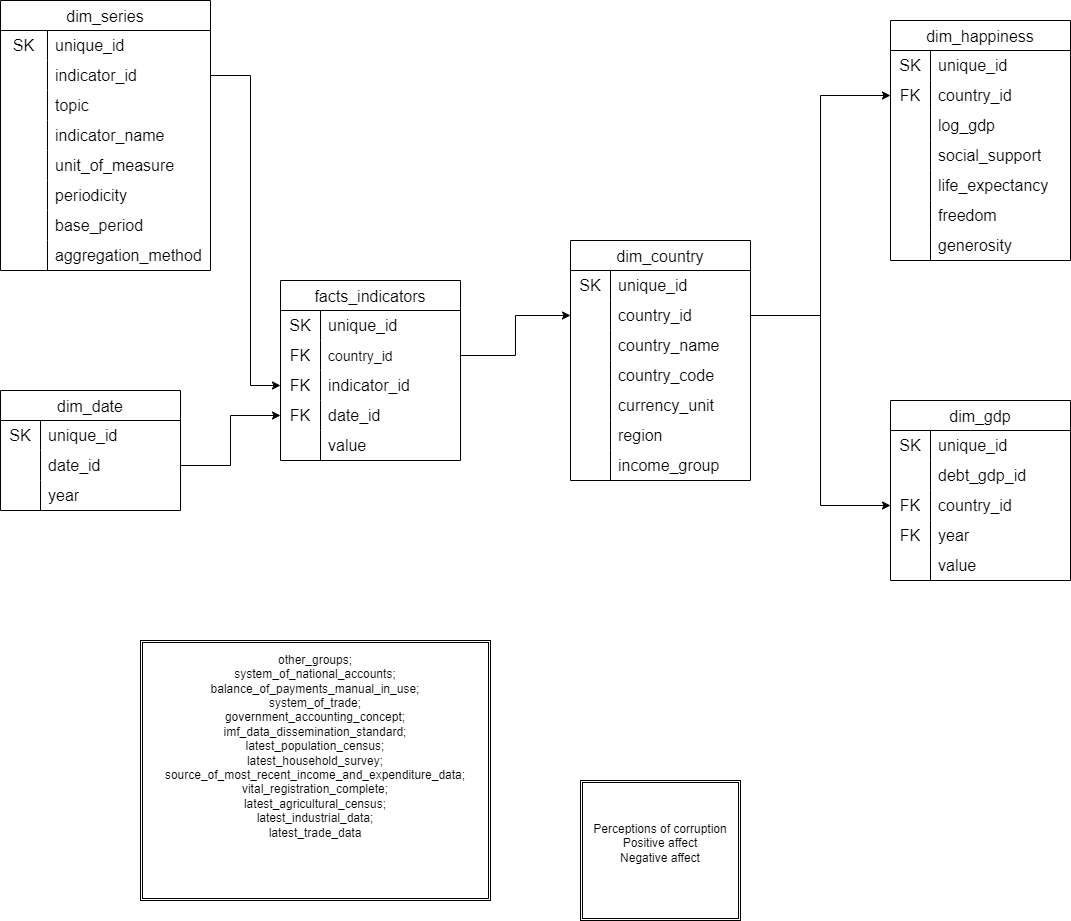 dim_series
SK unique_id
indicator_id
topic
indicator_name
unit_of_measure
periodicity
base_period
aggregation_method
dim_date
SK unique_id
date_id
year
facts_indicators
SK unique_id
FK country_id
FK indicator_id
FK date_id
value
dim_country
SK unique_id
country_id
country_name
country_code
currency_unit
region
income_group
dim_happiness
SK unique_id
FK country_id
log_gdp
social_support
life_expectancy
freedom
generosity
dim_gdp
SK unique_id
debt_gdp_id
FK country_id
FK year
value
other_groups;
system_of_national_accounts;
balance_of_payments_manual_in_use;
system_of_trade;
government_accounting_concept;
imf_data_dissemination_standard;
latest_population_census;
latest_household_survey;
source_of_most_recent_income_and_expenditure_data;
vital_registration_complete;
latest_agricultural_census;
latest_industrial_data;
latest_trade_data
Perceptions of corruption
Positive affect
Negative affect